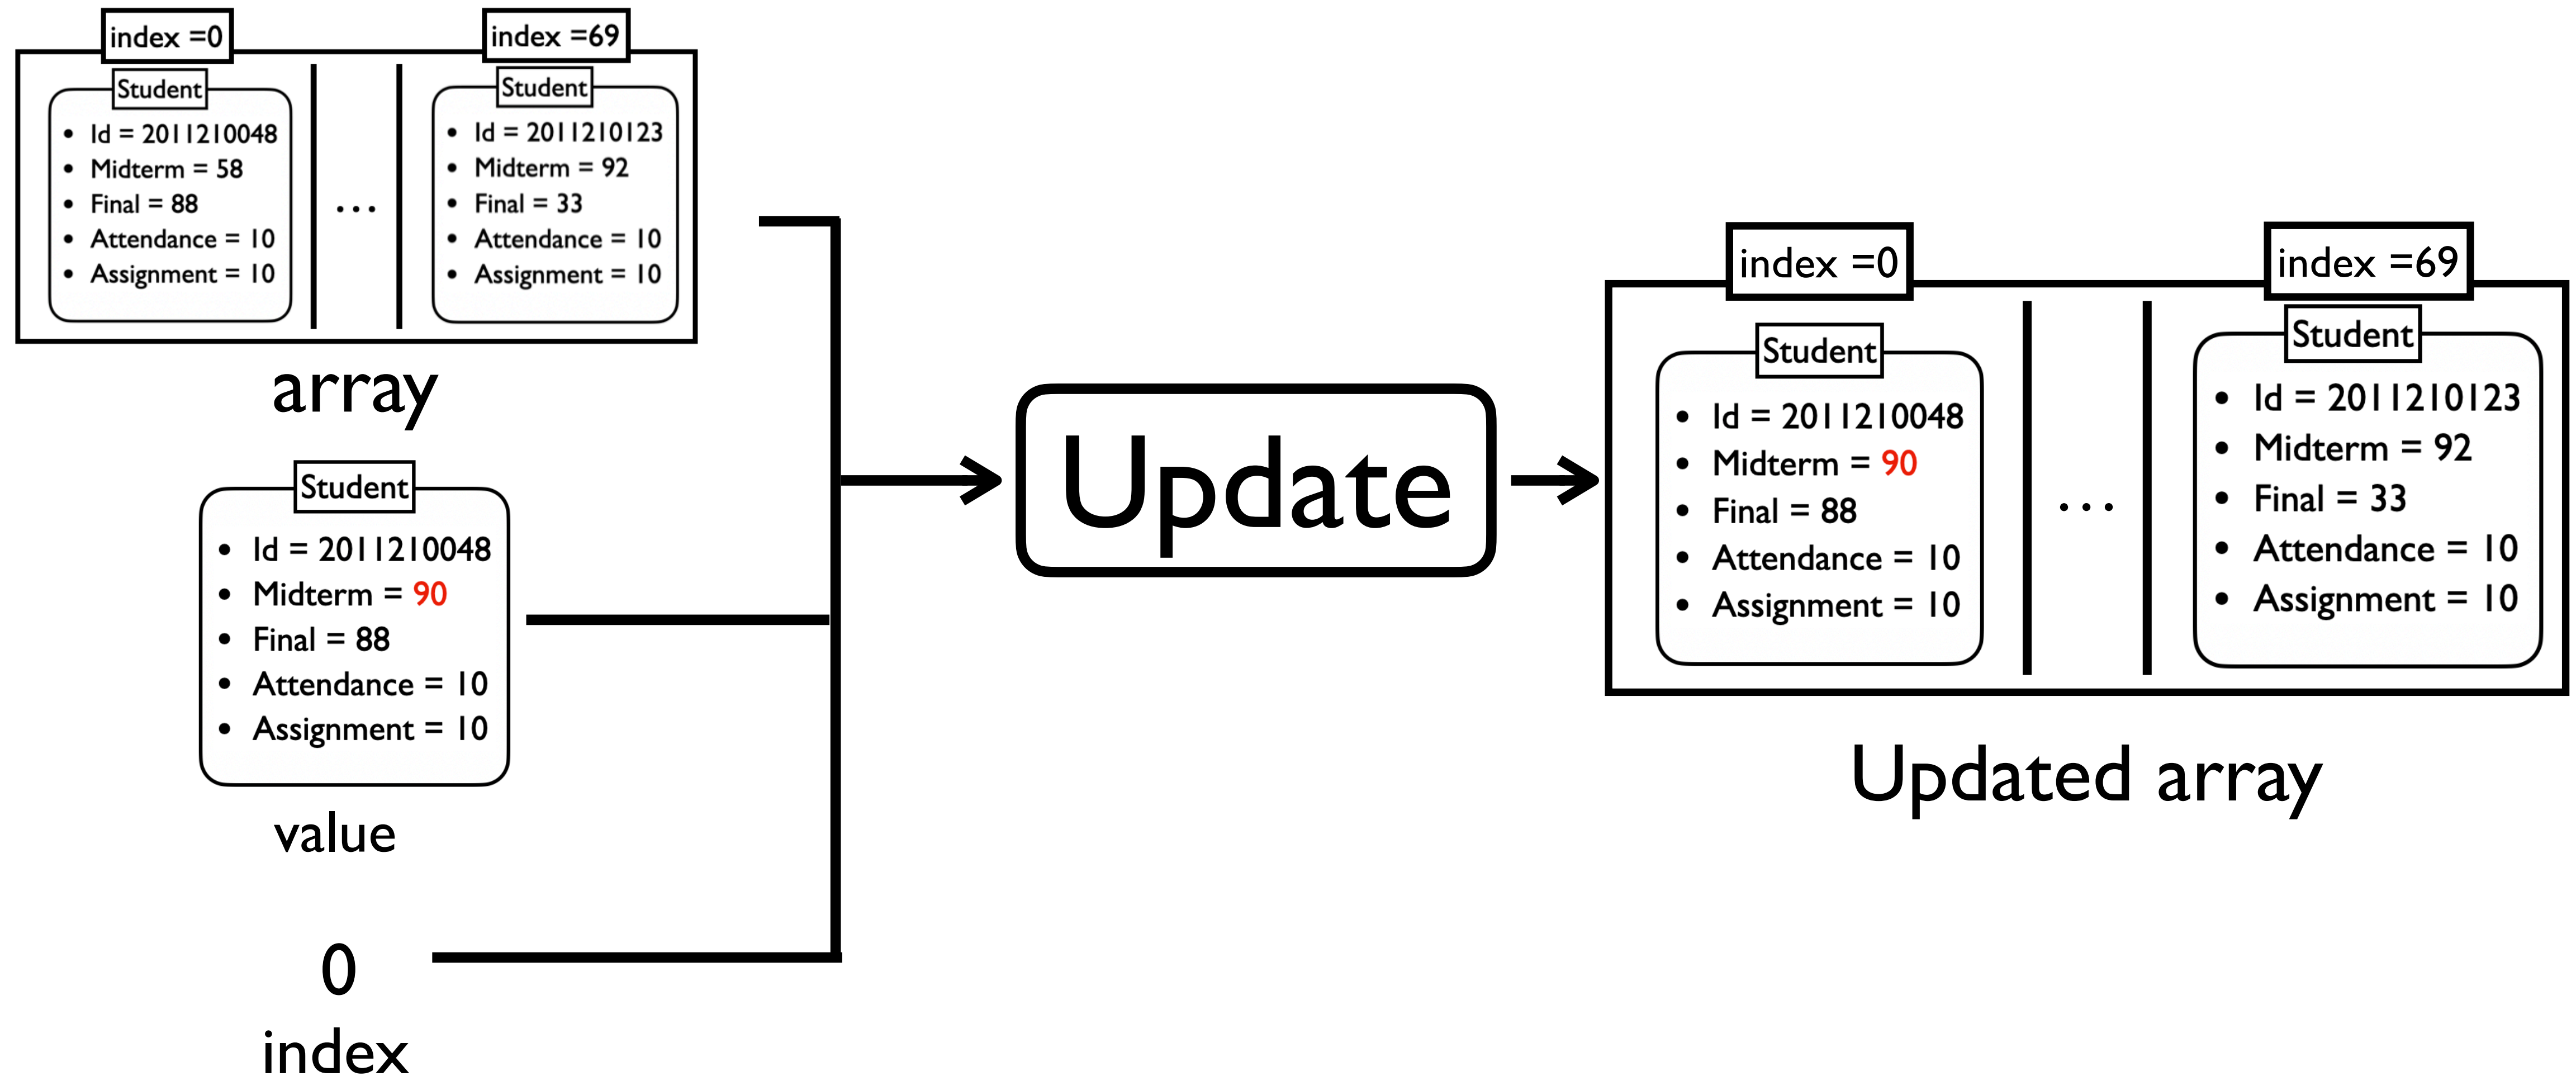 index =0
Student
• Id = 2011210048
• Midterm = 58
• Final = 88
• Attendance = 10
• Assignment = 10
...
index =69
Student
• Id = 2011210123
• Midterm = 92
• Final = 33
• Attendance = 10
• Assignment = 10
array
Student
• Id = 2011210048
• Midterm = 90
• Final = 88
• Attendance = 10
• Assignment = 10
value
0
index
Update
index =0
Student
• Id = 2011210048
• Midterm = 90
• Final = 88
• Attendance = 10
• Assignment = 10
...
index =69
Student
• Id = 2011210123
• Midterm = 92
• Final = 33
• Attendance = 10
• Assignment = 10
Updated array